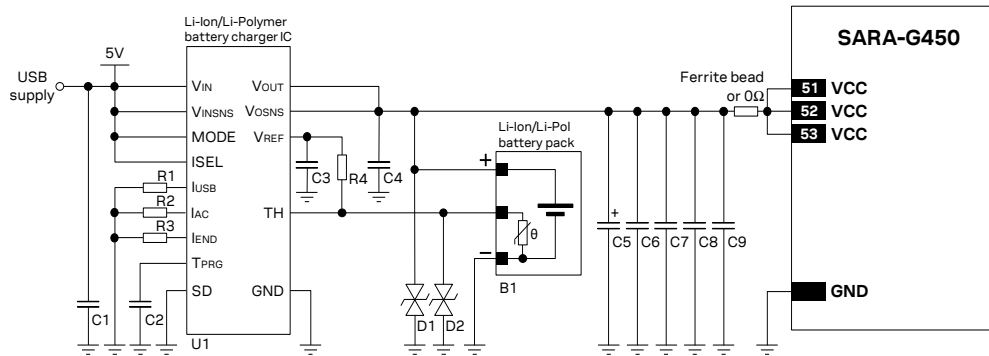 Li-Ion/Li-Polymer
battery charger IC
5V
USB
supply
VIN
VINSNS
MODE
ISEL
IUSB
IAC
IEND
TPRG
SD
VOUT
VOSNS
VREF
TH
GND
U1
R1
R2
R3
C1
C2
C3
R4
C4
Li-Ion/Li-Pol
battery pack
+
θ
–
B1
D1
D2
+
C5
C6
C7
C8
C9
Ferrite bead
or 0Ω
SARA-G450
51 VCC
52 VCC
53 VCC
GND